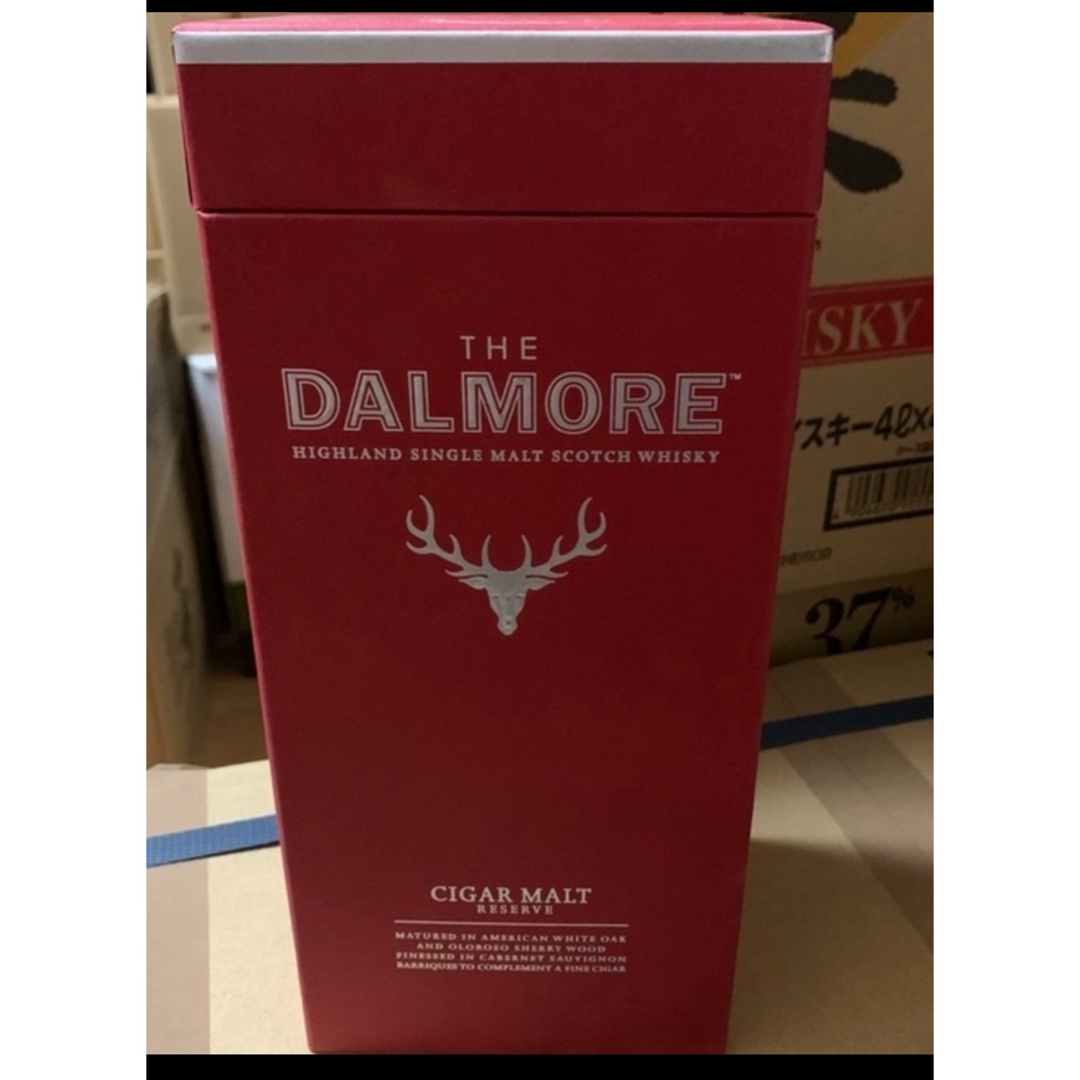 THE
DALMORE™
HIGHLAND SINGLE MALT SCOTCH WHISKY
CIGAR MALT
RESERVE
MATURED IN AMERICAN WHITE OAK
AND OLOROSO SHERRY WOOD
FINESSED IN CABERNET SAUVIGNON
BARRIQUES TO COMPLEMENT A FINE CIGAR
ISKY
イスキー4ℓ×4
37%